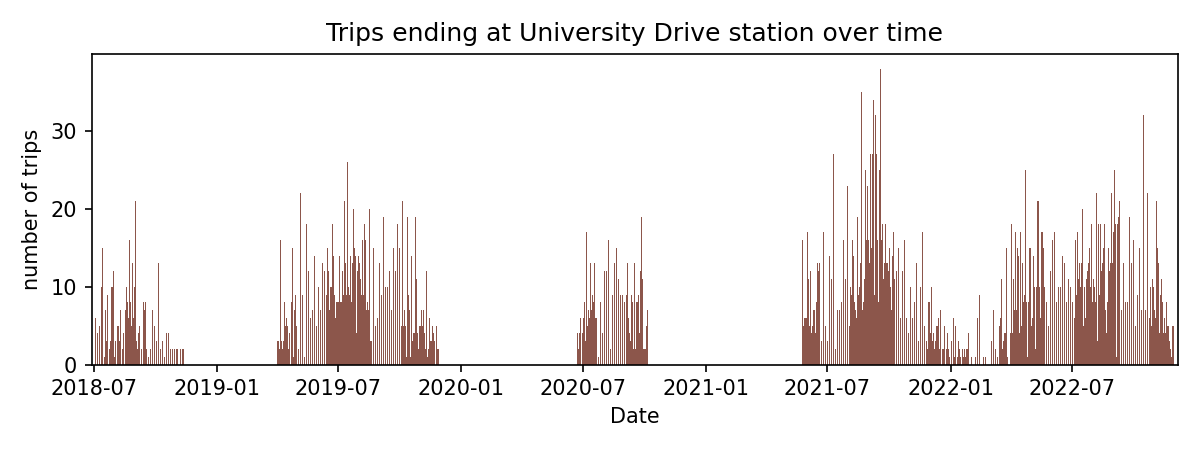 Trips ending at University Drive station over time
number of trips
30
20
10
0
2018-07 2019-01 2019-07 2020-01 2020-07 2021-01 2021-07 2022-01 2022-07
Date